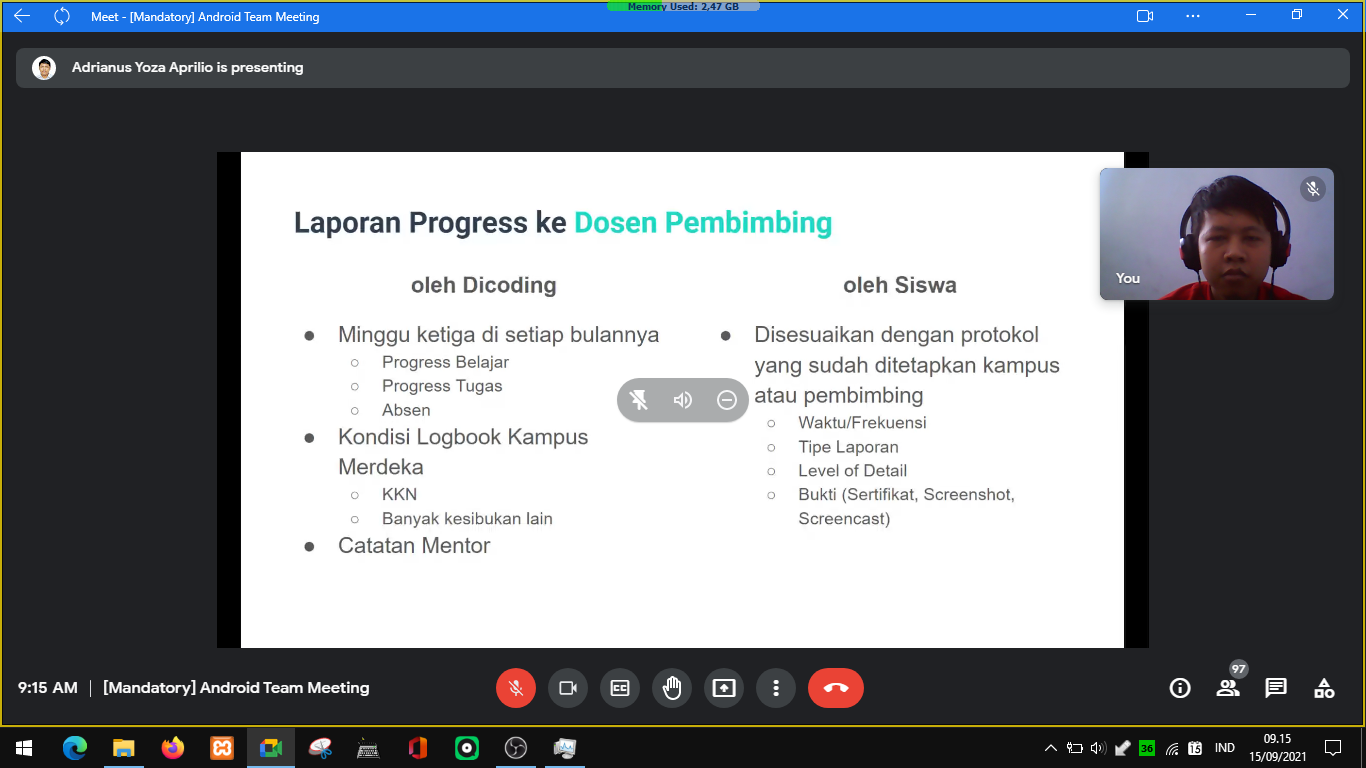 Memory Used: 2,47 GB
Meet - [Mandatory] Android Team Meeting
Adrianus Yoza Aprilio is presenting
Laporan Progress ke Dosen Pembimbing
oleh Dicoding
● Minggu ketiga di setiap bulannya
○ Progress Belajar
○ Progress Tugas
○ Absen
● Kondisi Logbook Kampus
Merdeka
○ KKN
○ Banyak kesibukan lain
● Catatan Mentor
oleh Siswa
● Disesuaikan dengan protokol
yang sudah ditetapkan kampus
atau pembimbing
○ Waktu/Frekuensi
○ Tipe Laporan
○ Level of Detail
○ Bukti (Sertifikat, Screenshot,
Screencast)
You
9:15 AM | [Mandatory] Android Team Meeting
97
36
IND
09.15
15/09/2021